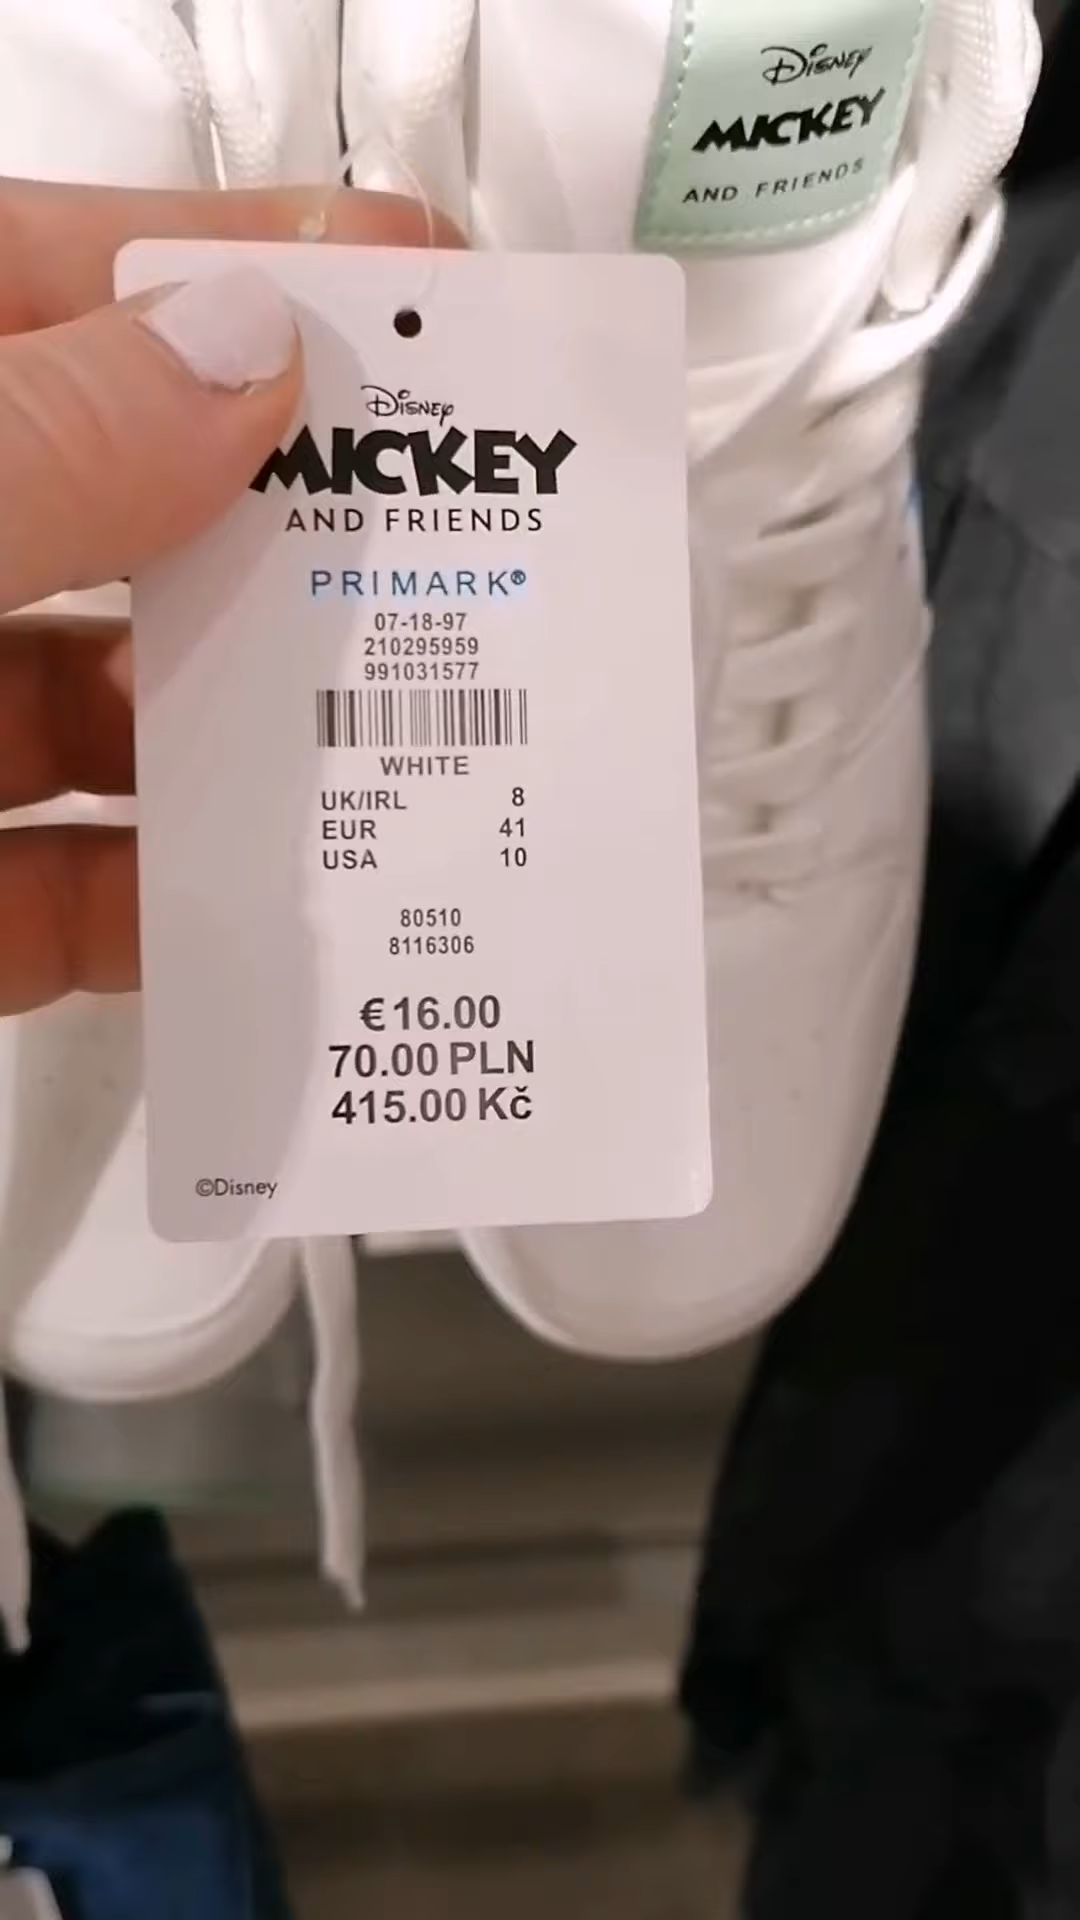 Disney
MICKEY
AND FRIENDS
Disney
MICKEY
AND FRIENDS
PRIMARK®
07-18-97
210295959
991031577
WHITE
UK/IRL 8
EUR 41
USA 10
80510
8116306
€16.00
70.00 PLN
415.00 Kč
©Disney